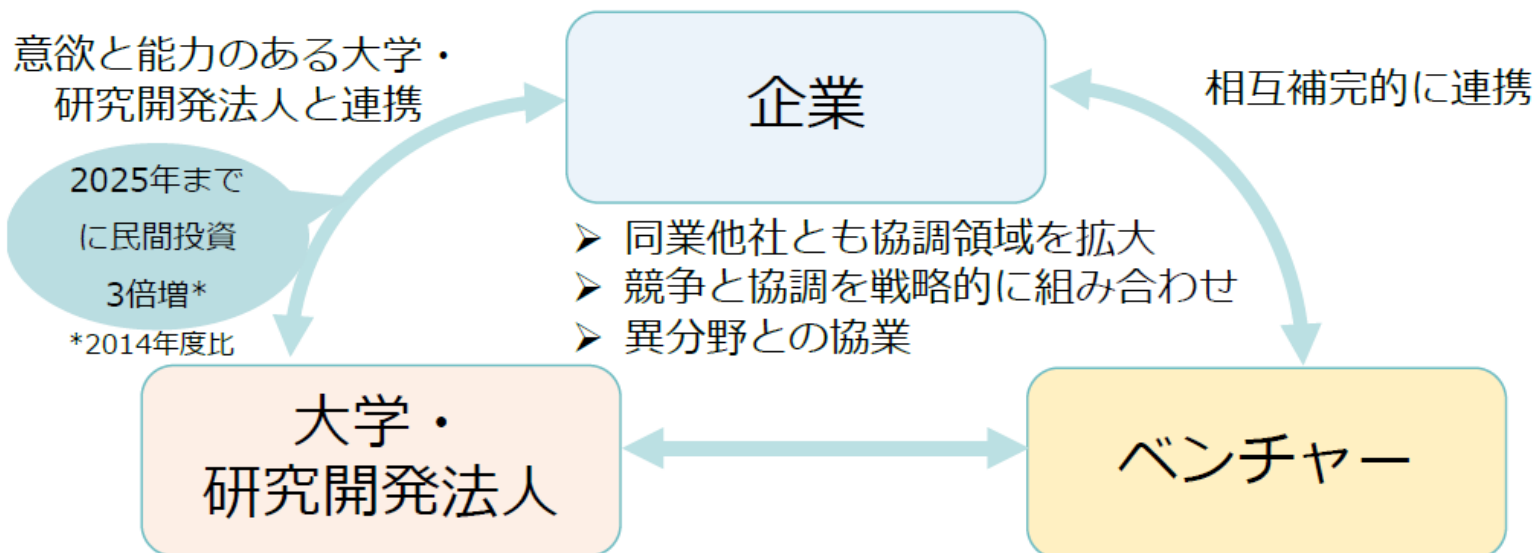 意欲と能力のある大学・
研究開発法人と連携
企業
相互補完的に連携
2025年まで
に民間投資
3倍増*
*2014年度比
➢ 同業他社とも協調領域を拡大
➢ 競争と協調を戦略的に組み合わせ
➢ 異分野との協業
大学・
研究開発法人
ベンチャー